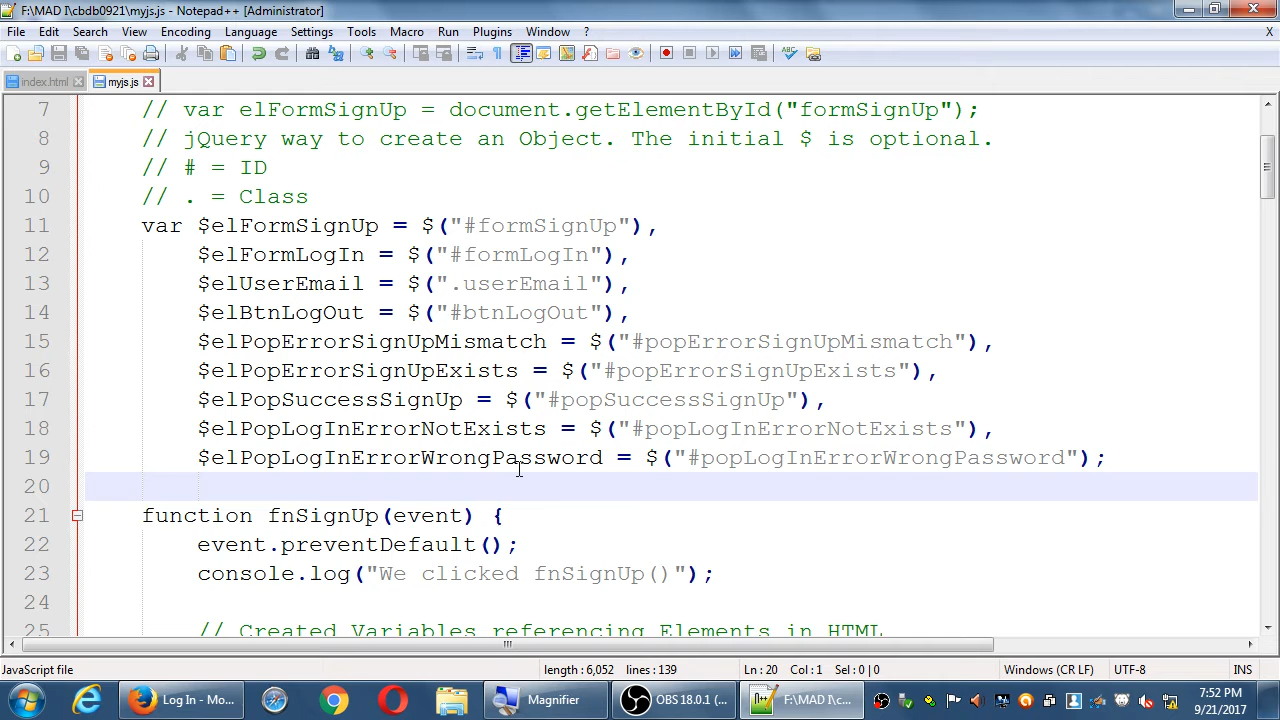 F:\MAD I\cbdb0921\myjs.js - Notepad++ [Administrator]
File Edit Search View Encoding Language Settings Tools Macro Run Plugins Window ? X
index.html myjs.js
7 // var elFormSignUp = document.getElementById("formSignUp");
8 // jQuery way to create an Object. The initial $ is optional.
9 // # = ID
10 // . = Class
11 var $elFormSignUp = $("#formSignUp"),
12 $elFormLogIn = $("#formLogIn"),
13 $elUserEmail = $(".userEmail"),
14 $elBtnLogOut = $("#btnLogOut"),
15 $elPopErrorSignUpMismatch = $("#popErrorSignUpMismatch"),
16 $elPopErrorSignUpExists = $("#popErrorSignUpExists"),
17 $elPopSuccessSignUp = $("#popSuccessSignUp"),
18 $elPopLogInErrorNotExists = $("#popLogInErrorNotExists"),
19 $elPopLogInErrorWrongPassword = $("#popLogInErrorWrongPassword");
20
21 function fnSignUp(event) {
22 event.preventDefault();
23 console.log("We clicked fnSignUp()");
24
25 // Created Variables referencing Elements in HTML
JavaScript file length : 6,052 lines : 139 Ln : 20 Col : 1 Sel : 0 | 0 Windows (CR LF) UTF-8 INS
Log In - Mo... Magnifier OBS 18.0.1 (... F:\MAD I\c... 7:52 PM
9/21/2017